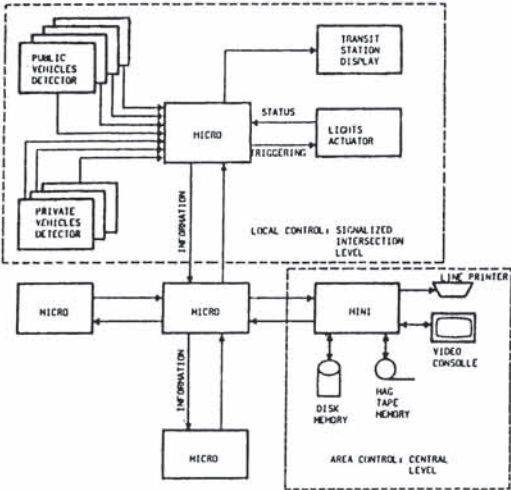 PUBLIC
VEHICLES
DETECTOR
TRANSIT
STATION
DISPLAY
MICRO
STATUS
LIGHTS
ACTUATOR
TRIGGERING
PRIVATE
VEHICLES
DETECTOR
INFORMATION
LOCAL CONTROL: SIGNALIZED
INTERSECTION
LEVEL
MICRO
MICRO
MINI
LINE PRINTER
VIDEO
CONSOLLE
INFORMATION
DISK
MEMORY
MAG
TAPE
MEMORY
MICRO
AREA CONTROL: CENTRAL
LEVEL